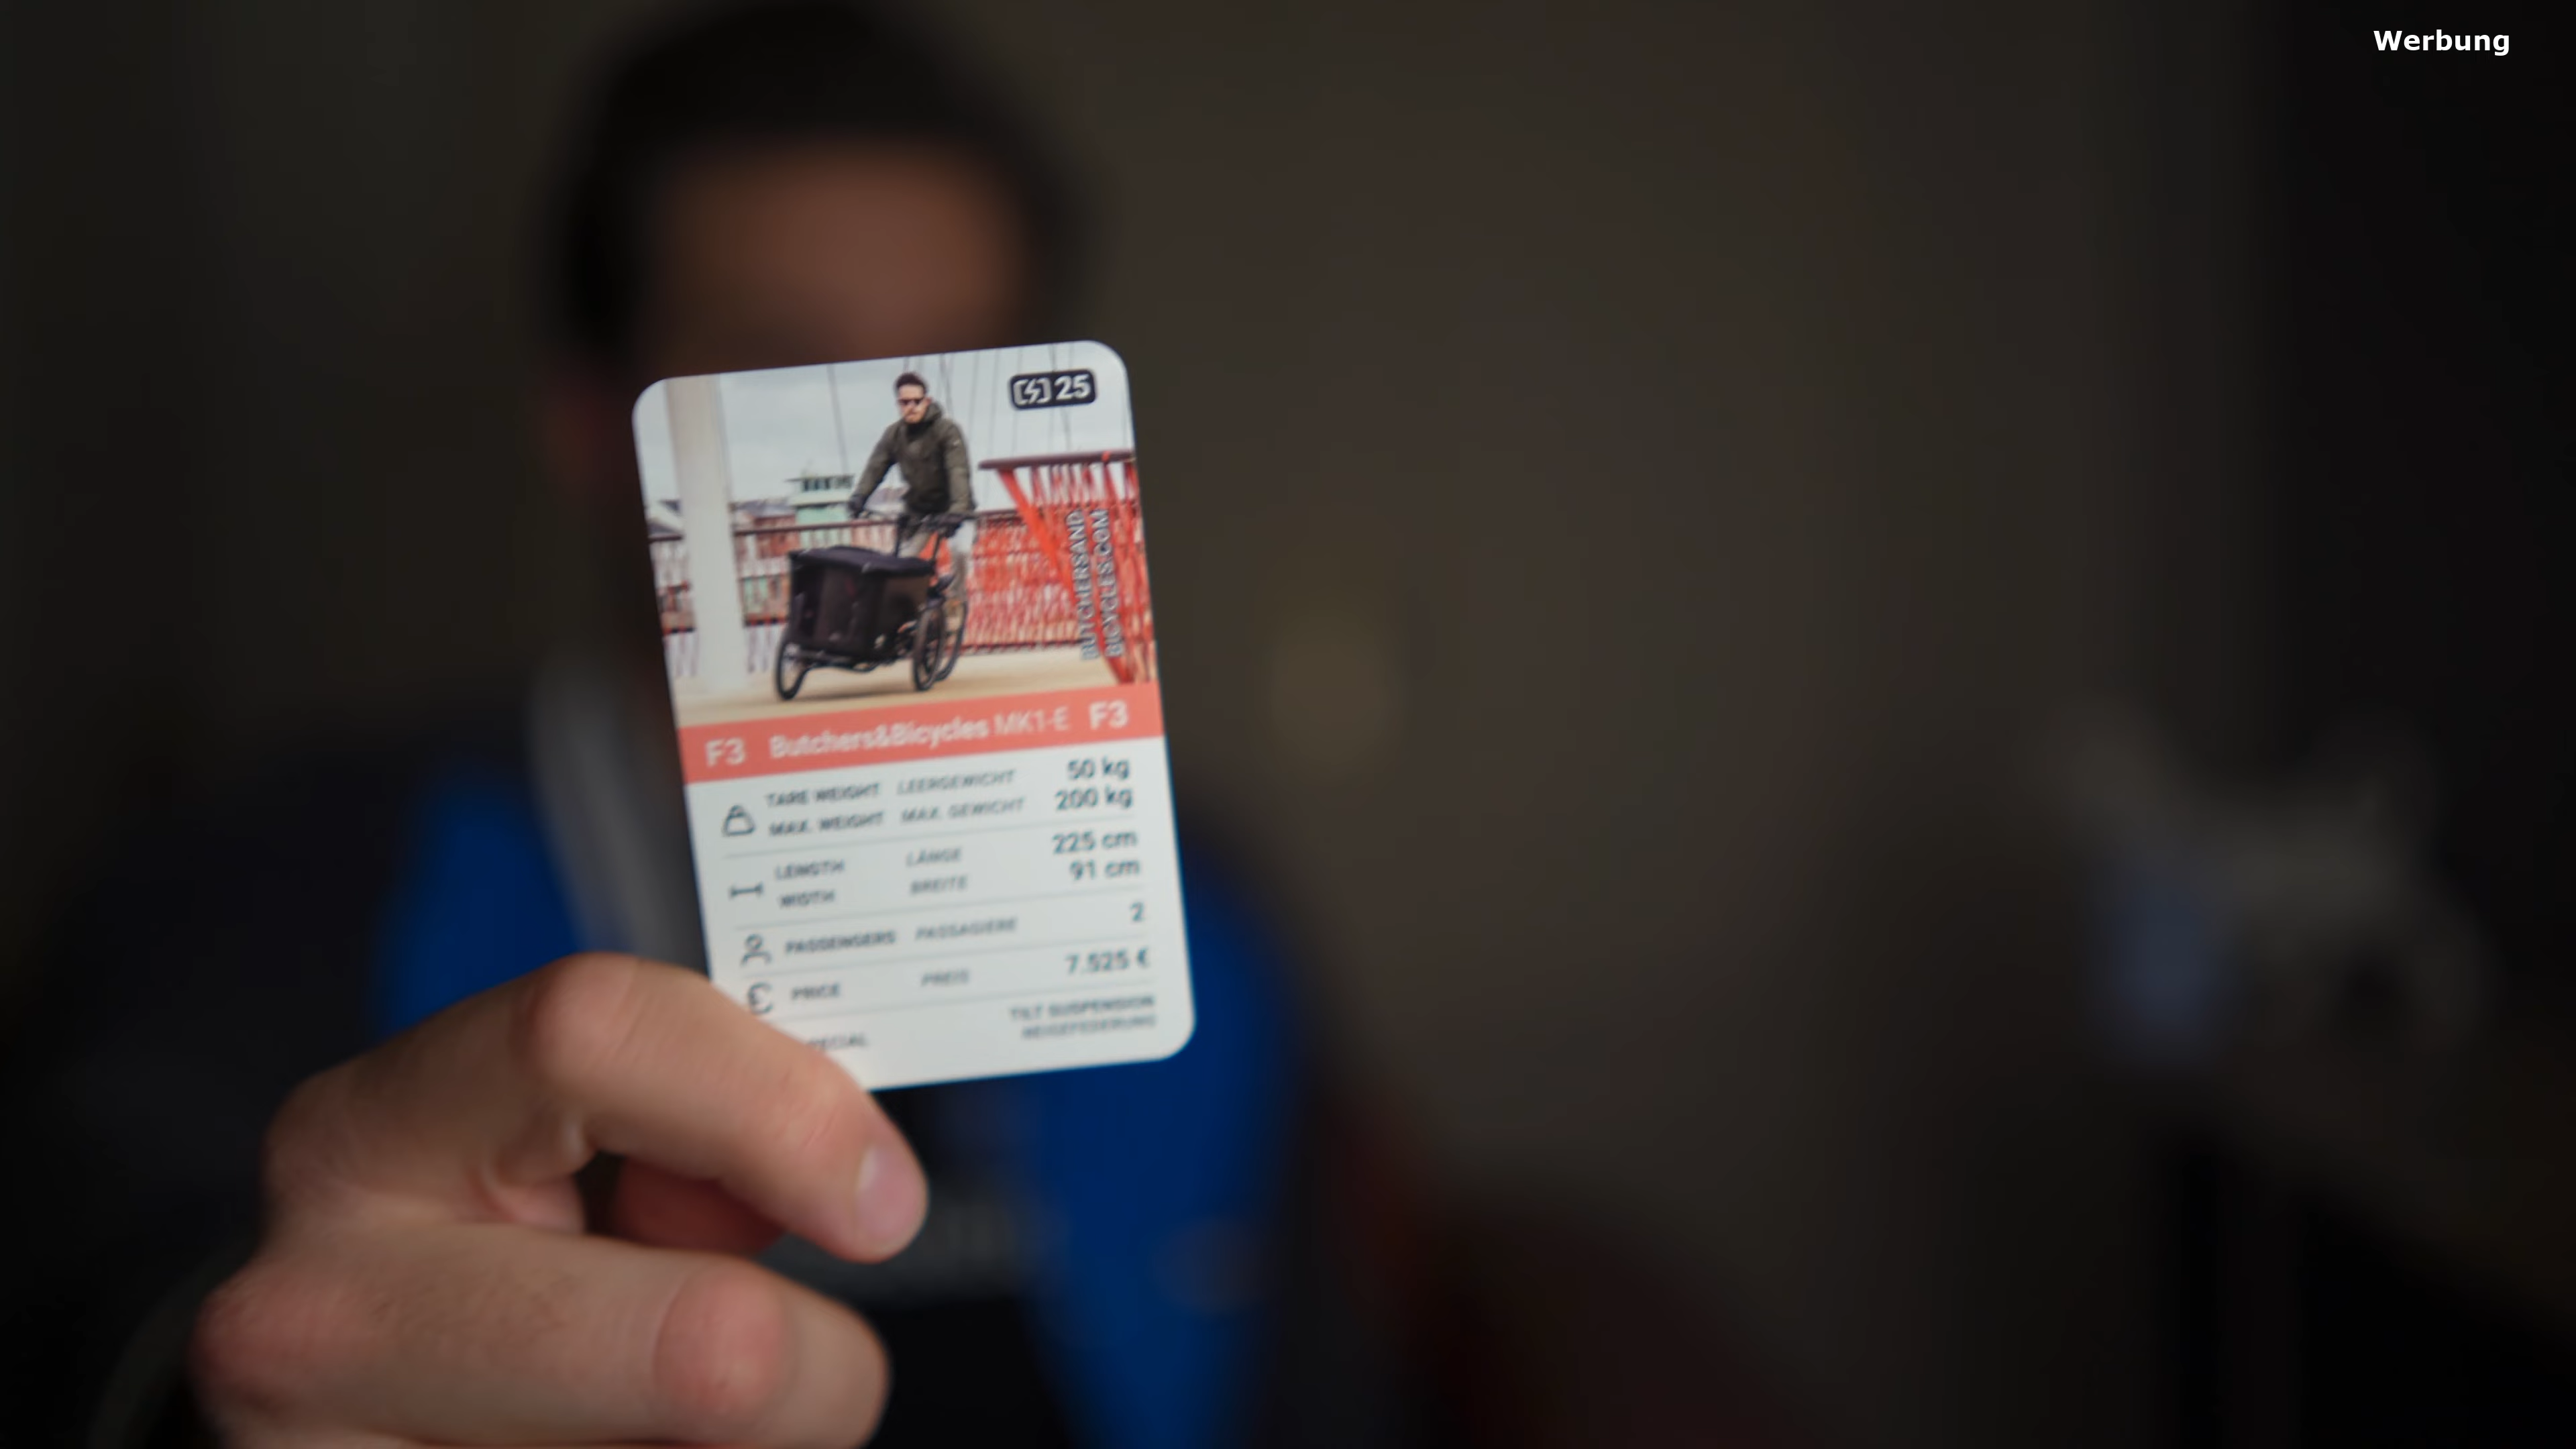 Werbung
25
BUTCHERSAND
BICYCLES.COM
F3 Butchers&Bicycles MK1-E F3
TARE WEIGHT LEERGEWICHT 50 kg
MAX. WEIGHT MAX. GEWICHT 200 kg
LENGTH LÄNGE 225 cm
WIDTH BREITE 91 cm
PASSENGERS PASSAGIERE 2
PRICE PREIS 7.525 €
TILT SUSPENSION
ECIAL NEIGEFEDERUNG